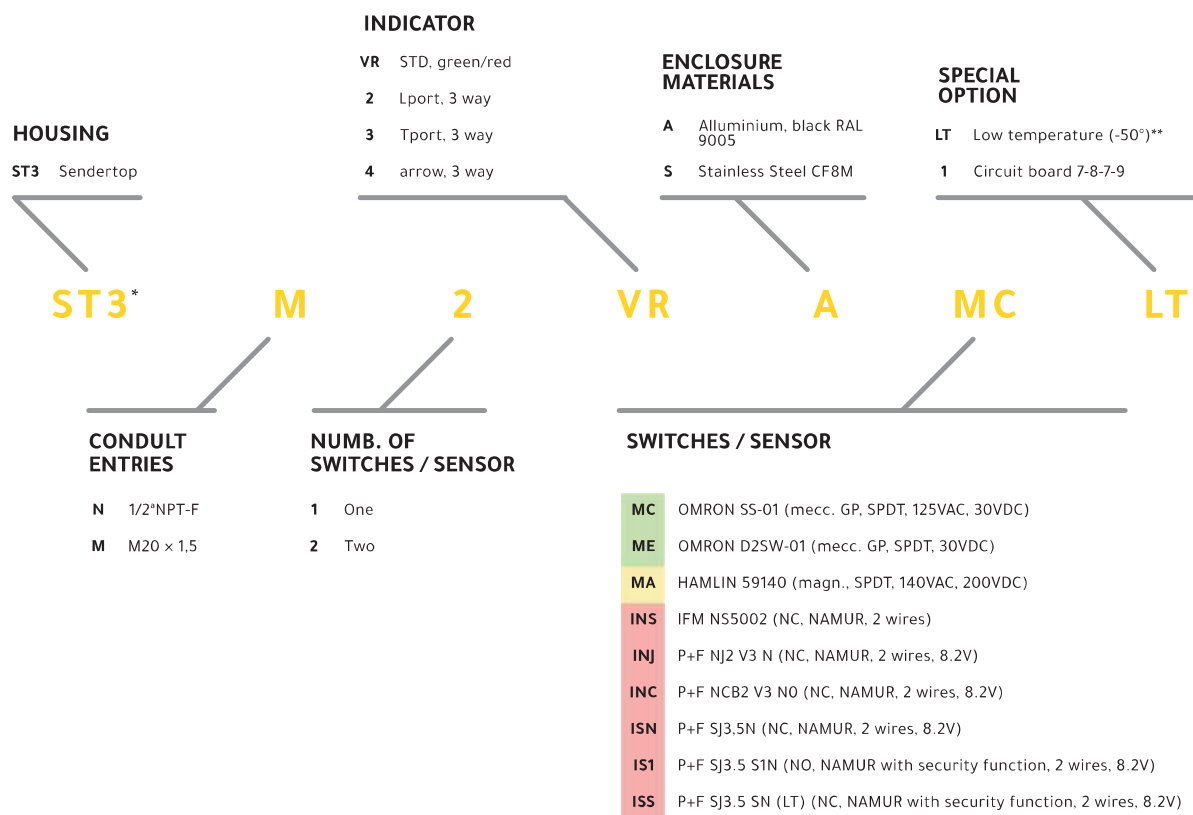 HOUSING
ST3 Sendertop
INDICATOR
VR STD, green/red
2 Lport, 3 way
3 Tport, 3 way
4 arrow, 3 way
ENCLOSURE
MATERIALS
A Alluminium, black RAL
9005
S Stainless Steel CF8M
SPECIAL
OPTION
LT Low temperature (-50°)**
1 Circuit board 7-8-7-9
ST3* M 2 VR A MC LT
CONDULT
ENTRIES
N 1/2"NPT-F
M M20 × 1,5
NUMB. OF
SWITCHES / SENSOR
1 One
2 Two
SWITCHES / SENSOR
MC OMRON SS-01 (mecc. GP, SPDT, 125VAC, 30VDC)
ME OMRON D2SW-01 (mecc. GP, SPDT, 30VDC)
MA HAMLIN 59140 (magn., SPDT, 140VAC, 200VDC)
INS IFM NS5002 (NC, NAMUR, 2 wires)
INJ P+F NJ2 V3 N (NC, NAMUR, 2 wires, 8.2V)
INC P+F NCB2 V3 N0 (NC, NAMUR, 2 wires, 8.2V)
ISN P+F SJ3,5N (NC, NAMUR, 2 wires, 8.2V)
IS1 P+F SJ3.5 S1N (NO, NAMUR with security function, 2 wires, 8.2V)
ISS P+F SJ3.5 SN (LT) (NC, NAMUR with security function, 2 wires, 8.2V)